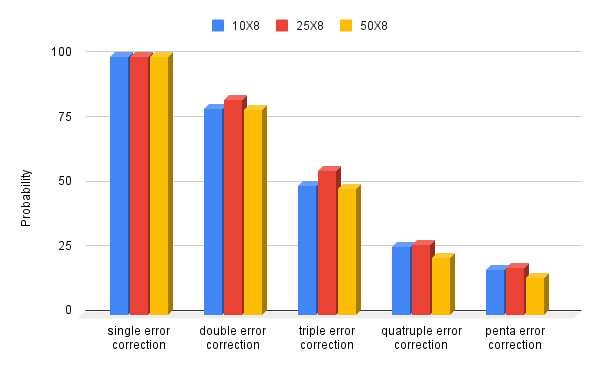 10X8 25X8 50X8
100
75
50
25
0
Probability
single error correction
double error correction
triple error correction
quatruple error correction
penta error correction